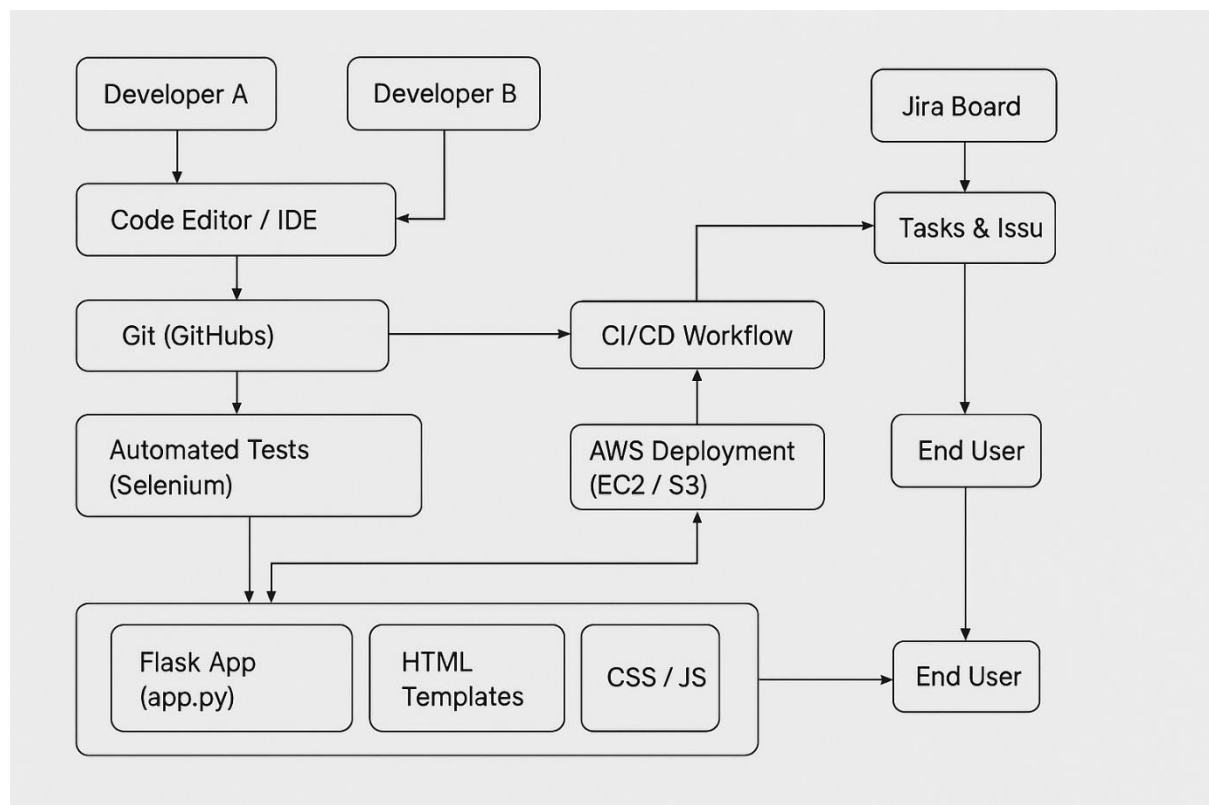 Developer A
Developer B
Jira Board
Code Editor / IDE
Tasks & Issu
Git (GitHubs)
CI/CD Workflow
Automated Tests
(Selenium)
AWS Deployment
(EC2 / S3)
End User
Flask App
(app.py)
HTML
Templates
CSS / JS
End User